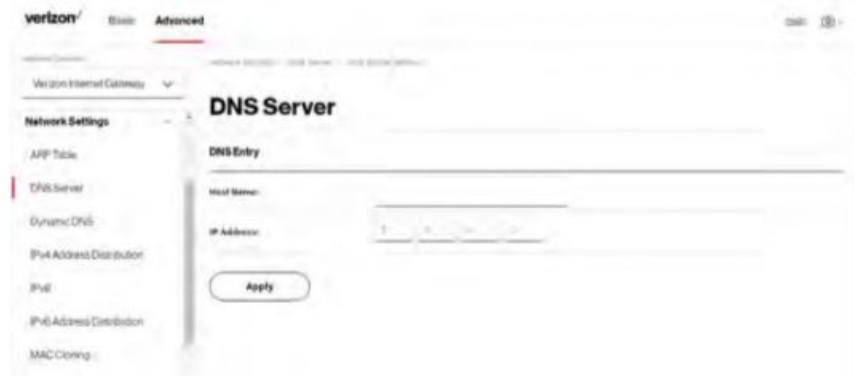 verizon✓ Basic Advanced
Verizon Internet Gateway
Network Settings
ARP Table
DNS Server
Dynamic DNS
IPv4 Address Distribution
IPv6
IPv6 Address Distribution
MAC Cloning
DNS Server
DNS Entry
Host Name:
IP Address:
Apply